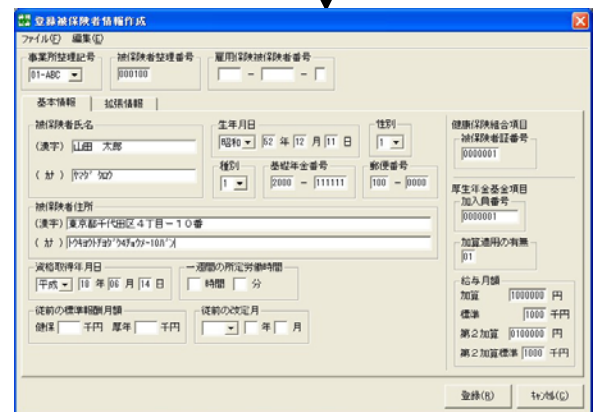 登録被保険者情報作成
ファイル(F) 編集(E)
事業所整理記号 被保険者整理番号 雇用保険被保険者番号
01-ABC 000100 - -
基本情報 拡張情報
被保険者氏名 生年月日 性別 健康保険組合項目
(漢字) 山田 太郎 昭和 52 年 12 月 11 日 1 被保険者証番号
0000001
種別 基礎年金番号 郵便番号
(カナ) ヤマダ タロウ 1 2000 - 111111 100 - 0000
厚生年金基金項目
被保険者住所 加入員番号
(漢字) 東京都千代田区4丁目-10番 0000001
(カナ) トウキョウトチヨダク4チョウメ-10バン
加算適用の有無
01
資格取得年月日 一週間の所定労働時間
平成 18 年 06 月 14 日 時間 分
給与月額
加算 1000000 円
従前の標準報酬月額 従前の改定月
健保 千円 厚年 千円 年 月
標準 1000 千円
第2加算 0100000 円
第2加算標準 1000 千円
登録(R) キャンセル(C)